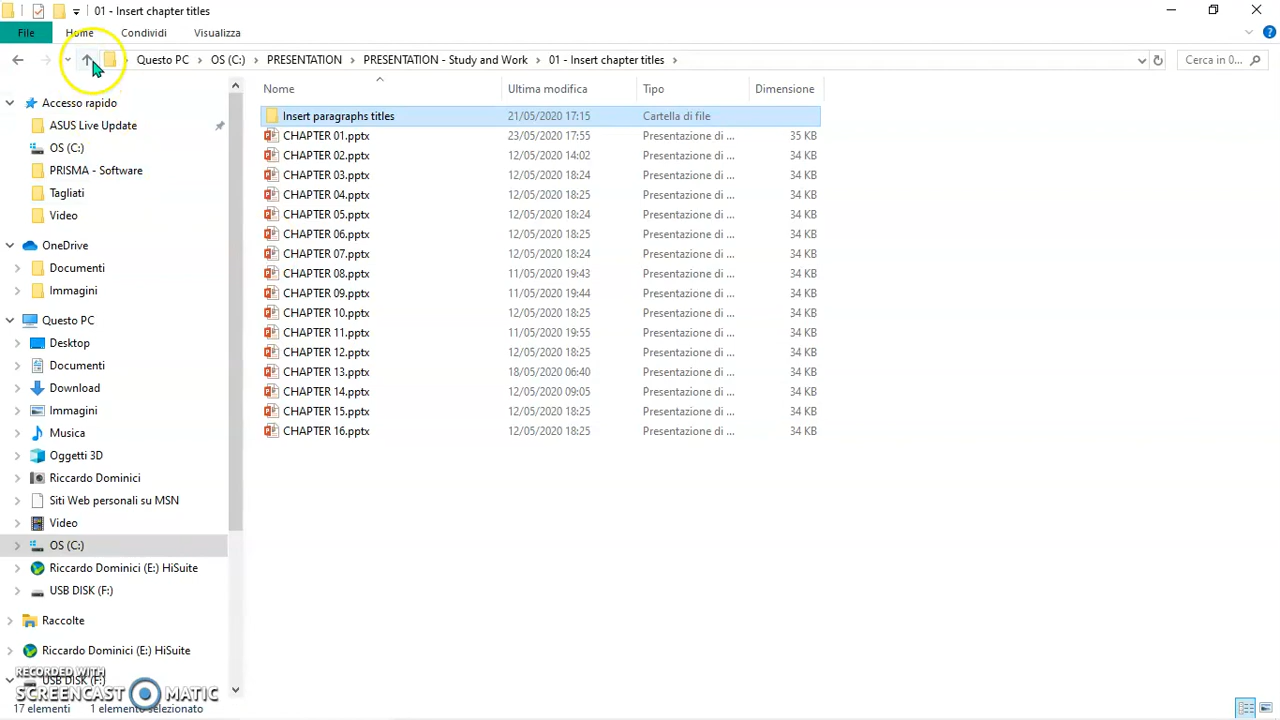 01 - Insert chapter titles
File Home Condividi Visualizza
Questo PC OS (C:) PRESENTATION PRESENTATION - Study and Work 01 - Insert chapter titles
Cerca in 0...
Nome Ultima modifica Tipo Dimensione
Insert paragraphs titles 21/05/2020 17:15 Cartella di file
CHAPTER 01.pptx 23/05/2020 17:55 Presentazione di ... 35 KB
CHAPTER 02.pptx 12/05/2020 14:02 Presentazione di ... 34 KB
CHAPTER 03.pptx 12/05/2020 18:24 Presentazione di ... 34 KB
CHAPTER 04.pptx 12/05/2020 18:25 Presentazione di ... 34 KB
CHAPTER 05.pptx 12/05/2020 18:24 Presentazione di ... 34 KB
CHAPTER 06.pptx 12/05/2020 18:25 Presentazione di ... 34 KB
CHAPTER 07.pptx 12/05/2020 18:24 Presentazione di ... 34 KB
CHAPTER 08.pptx 11/05/2020 19:43 Presentazione di ... 34 KB
CHAPTER 09.pptx 11/05/2020 19:44 Presentazione di ... 34 KB
CHAPTER 10.pptx 12/05/2020 18:25 Presentazione di ... 34 KB
CHAPTER 11.pptx 11/05/2020 19:55 Presentazione di ... 34 KB
CHAPTER 12.pptx 12/05/2020 18:25 Presentazione di ... 34 KB
CHAPTER 13.pptx 18/05/2020 06:40 Presentazione di ... 34 KB
CHAPTER 14.pptx 12/05/2020 09:05 Presentazione di ... 34 KB
CHAPTER 15.pptx 12/05/2020 18:25 Presentazione di ... 34 KB
CHAPTER 16.pptx 12/05/2020 18:25 Presentazione di ... 34 KB
Accesso rapido
ASUS Live Update
OS (C:)
PRISMA - Software
Tagliati
Video
OneDrive
Documenti
Immagini
Questo PC
Desktop
Documenti
Download
Immagini
Musica
Oggetti 3D
Riccardo Dominici
Siti Web personali su MSN
Video
OS (C:)
Riccardo Dominici (E:) HiSuite
USB DISK (F:)
Raccolte
Riccardo Dominici (E:) HiSuite
USB DISK (F:)
RECORDED WITH
SCREENCAST MATIC
17 elementi 1 elemento selezionato